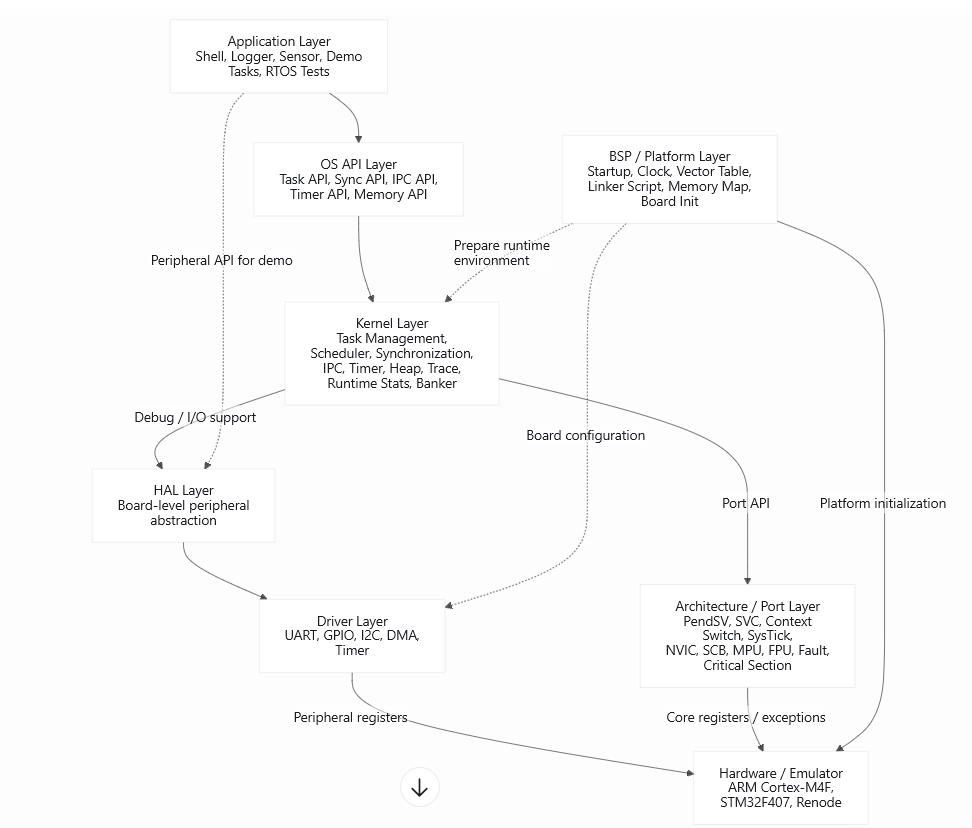 Application Layer
Shell, Logger, Sensor, Demo
Tasks, RTOS Tests
OS API Layer
Task API, Sync API, IPC API,
Timer API, Memory API
BSP / Platform Layer
Startup, Clock, Vector Table,
Linker Script, Memory Map,
Board Init
Peripheral API for demo
Prepare runtime
environment
Kernel Layer
Task Management,
Scheduler, Synchronization,
IPC, Timer, Heap, Trace,
Runtime Stats, Banker
Debug / I/O support
Board configuration
HAL Layer
Board-level peripheral
abstraction
Port API
Platform initialization
Driver Layer
UART, GPIO, I2C, DMA,
Timer
Architecture / Port Layer
PendSV, SVC, Context
Switch, SysTick,
NVIC, SCB, MPU, FPU, Fault,
Critical Section
Peripheral registers
Core registers / exceptions
Hardware / Emulator
ARM Cortex-M4F,
STM32F407, Renode